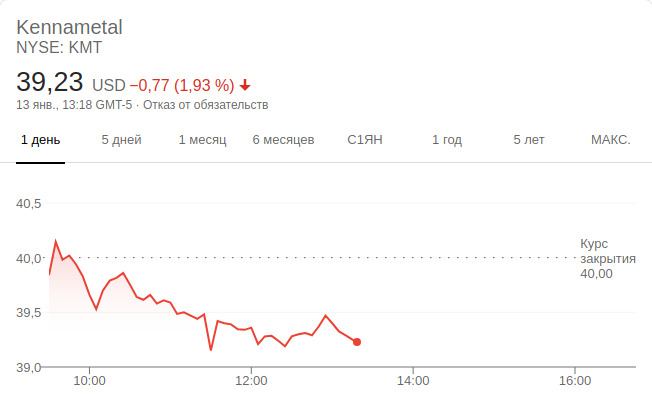 Kennametal
NYSE: KMT
39,23 USD −0,77 (1,93 %)
13 янв., 13:18 GMT-5 · Отказ от обязательств
1 день 5 дней 1 месяц 6 месяцев С1ЯН 1 год 5 лет МАКС.
40,5
Курс
40,0 закрытия
40,00
39,5
39,0
10:00 12:00 14:00 16:00